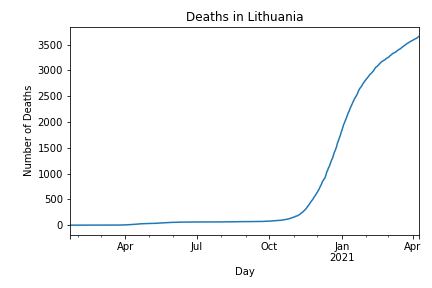 Deaths in Lithuania
Number of Deaths
3500
3000
2500
2000
1500
1000
500
0
Apr
Jul
Oct
Jan
2021
Apr
Day